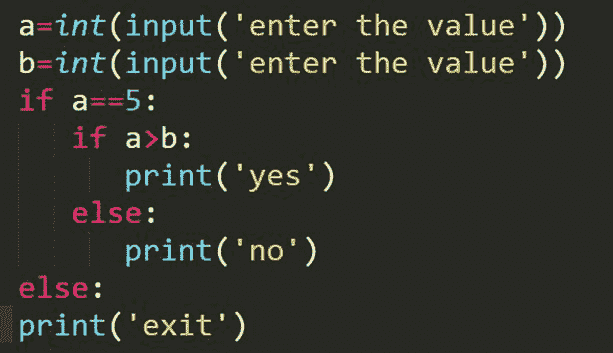 a=int(input('enter the value'))
b=int(input('enter the value'))
if a==5:
    if a>b:
        print('yes')
    else:
        print('no')
else:
print('exit')